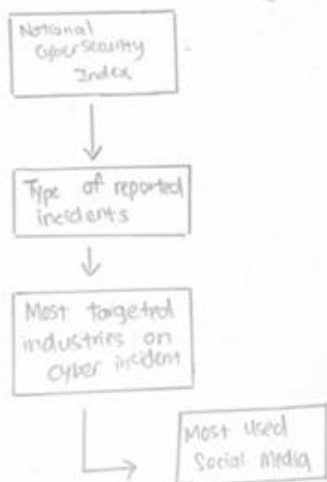 National
CyberSecurity
Index
Type of reported
incidents
Most targeted
industries on
cyber incident
Most Used
Social Media